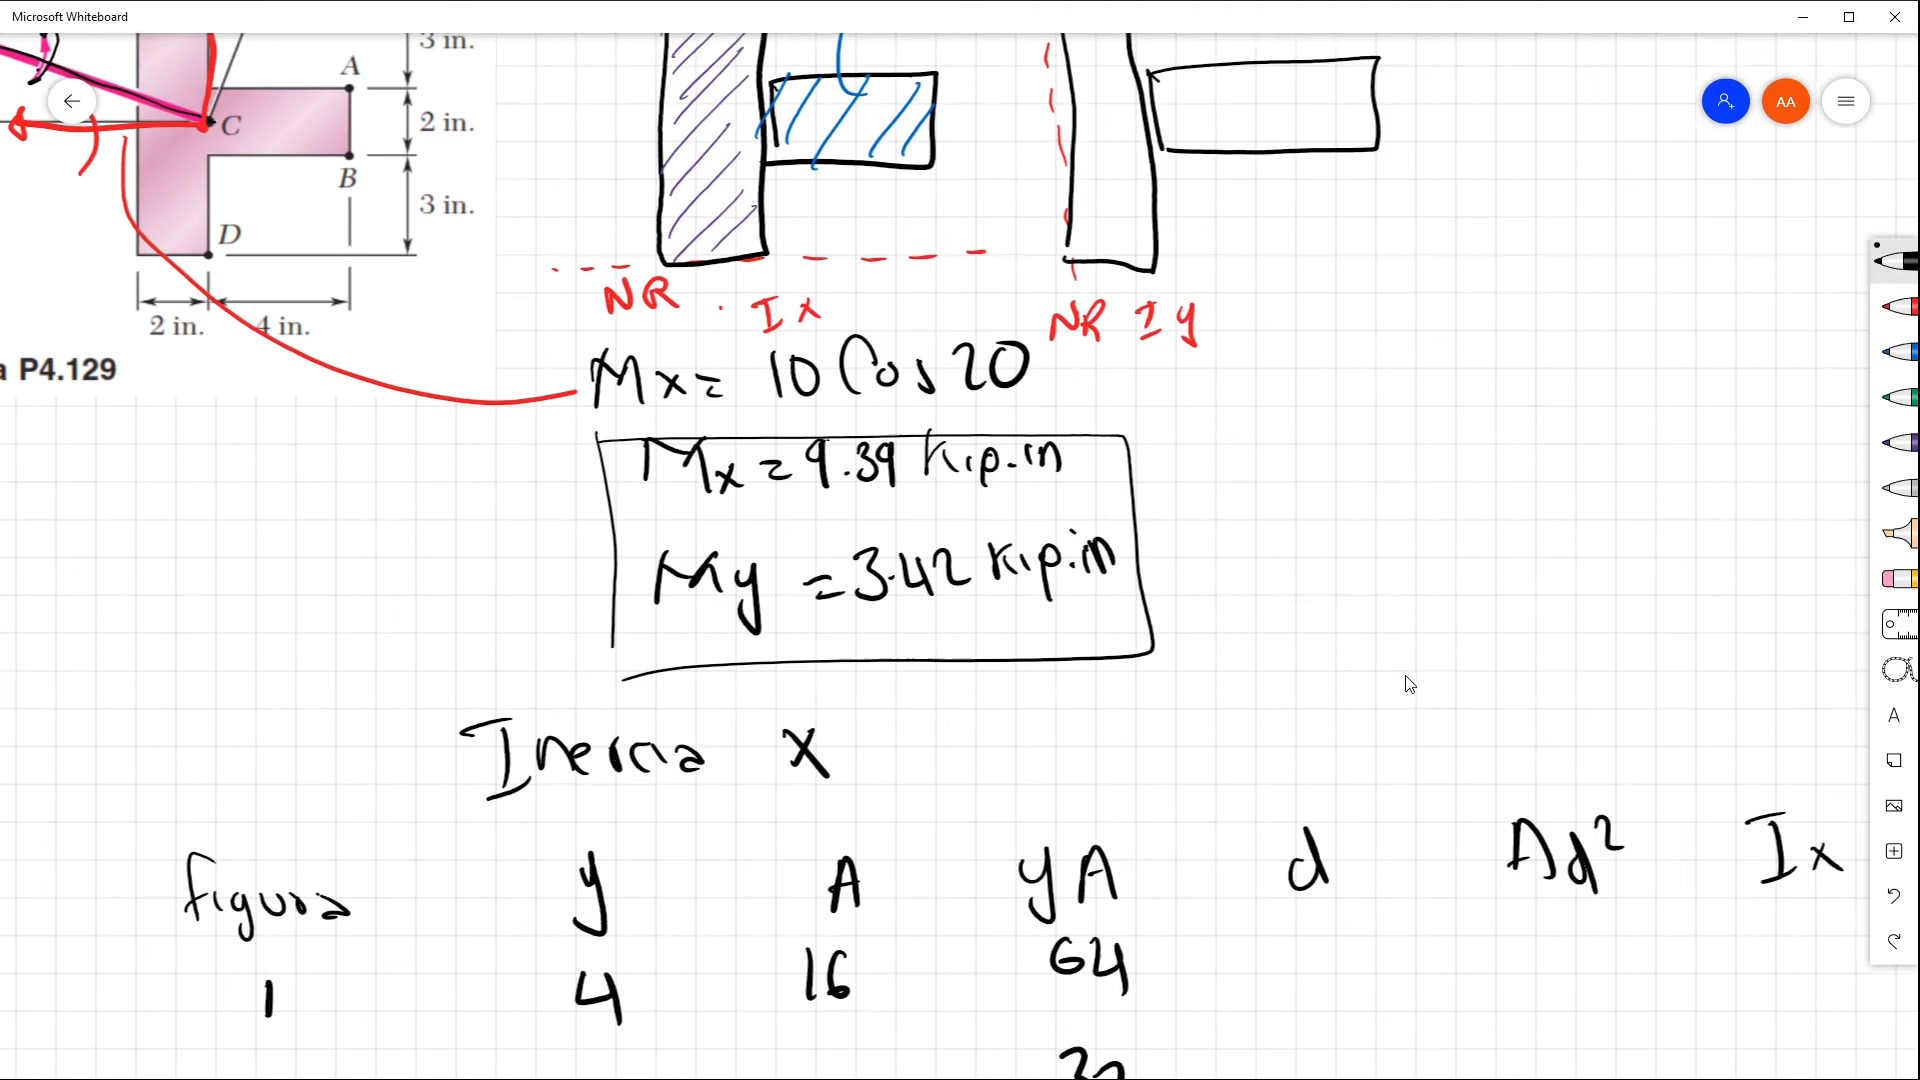 Microsoft Whiteboard
3 in.
A
C
2 in.
B
3 in.
D
2 in.
4 in.
a P4.129
AA
NR
Ix
NR Iy
Mx = 10 Cos 20
Mx = 9.39 Kip.in
My = 3.42 Kip.in
Inercia x
figura y A yA d Ad² Ix
1 4 16 64
32
A